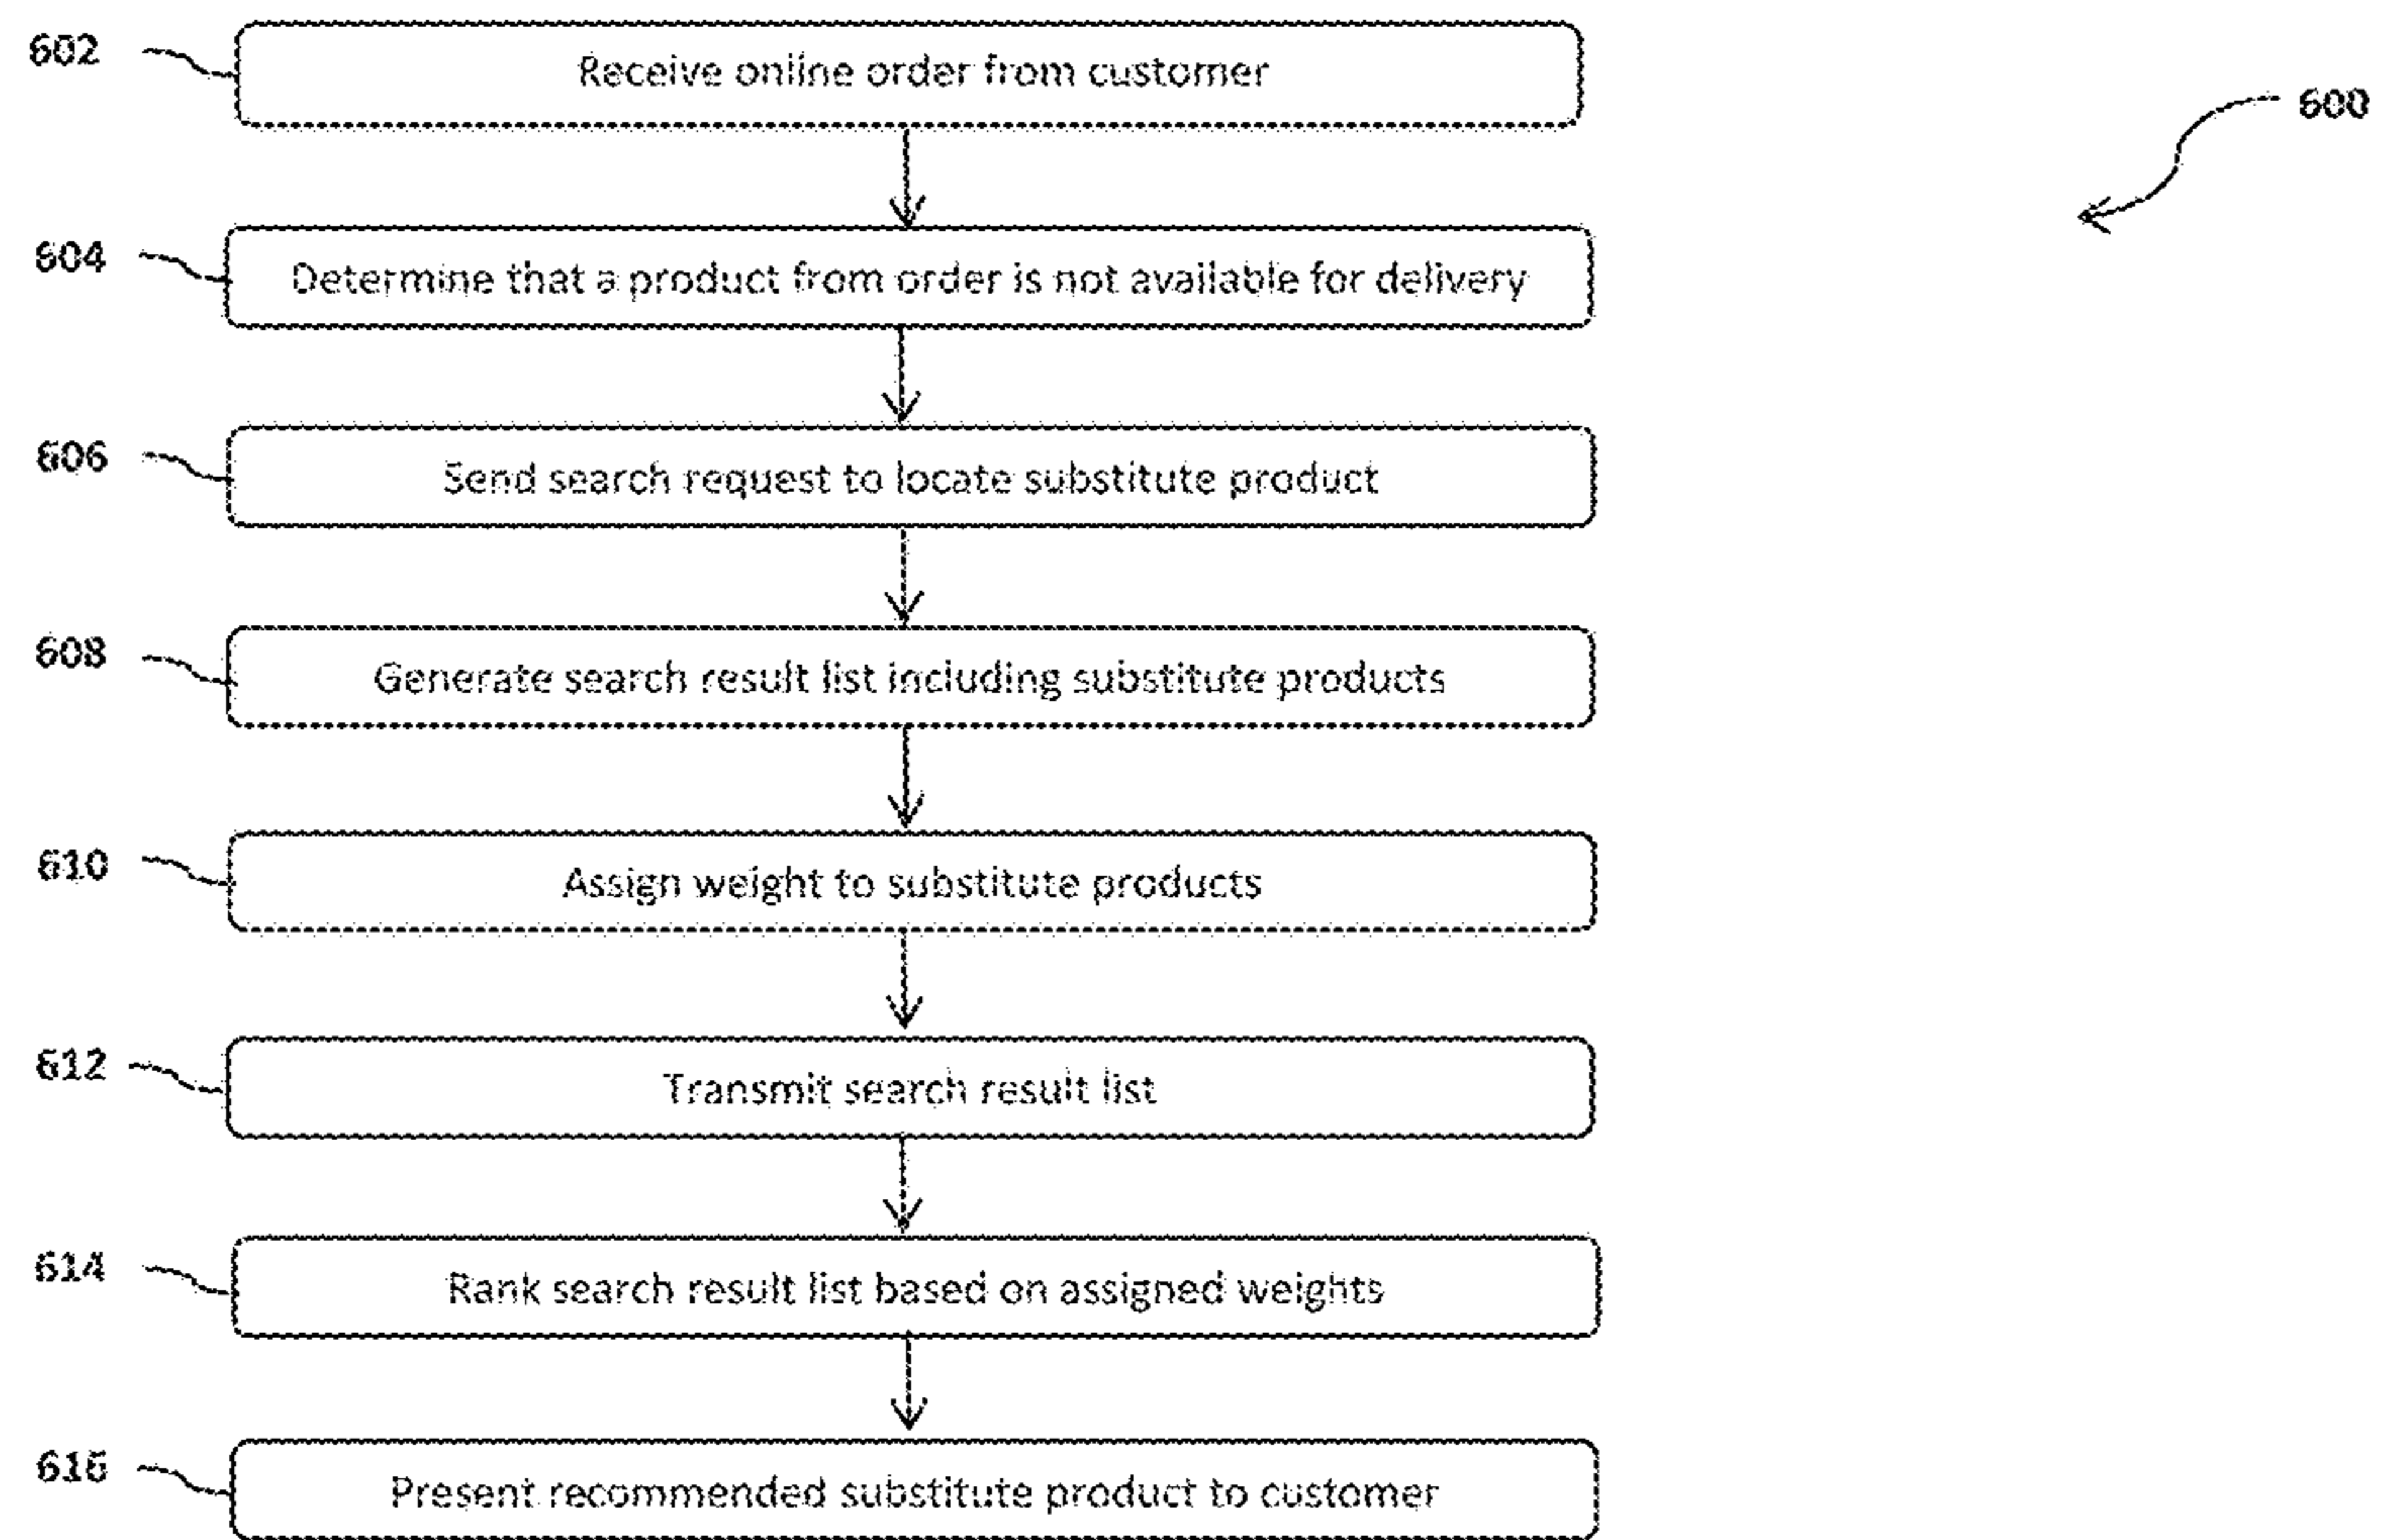 602
Receive online order from customer
600
604
Determine that a product from order is not available for delivery
606
Send search request to locate substitute product
608
Generate search result list including substitute products
610
Assign weight to substitute products
612
Transmit search result list
614
Rank search result list based on assigned weights
616
Present recommended substitute product to customer